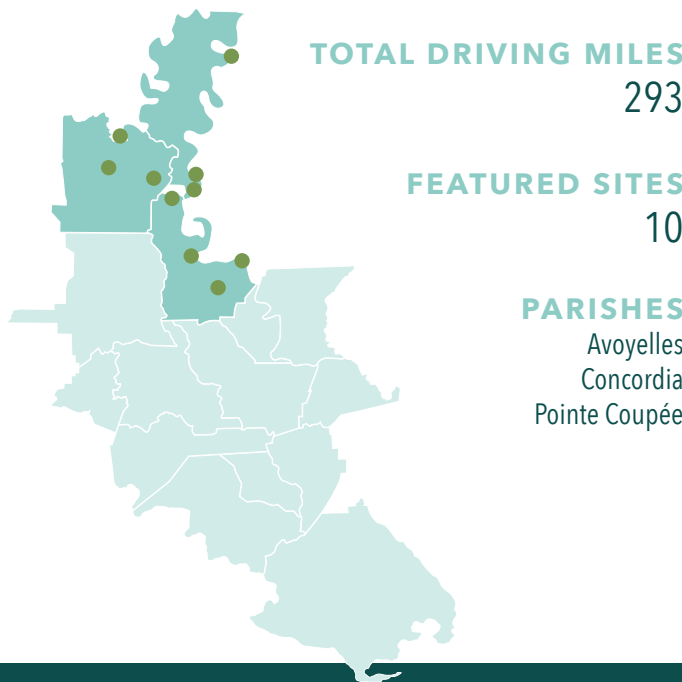 TOTAL DRIVING MILES
293
FEATURED SITES
10
PARISHES
Avoyelles
Concordia
Pointe Coupée